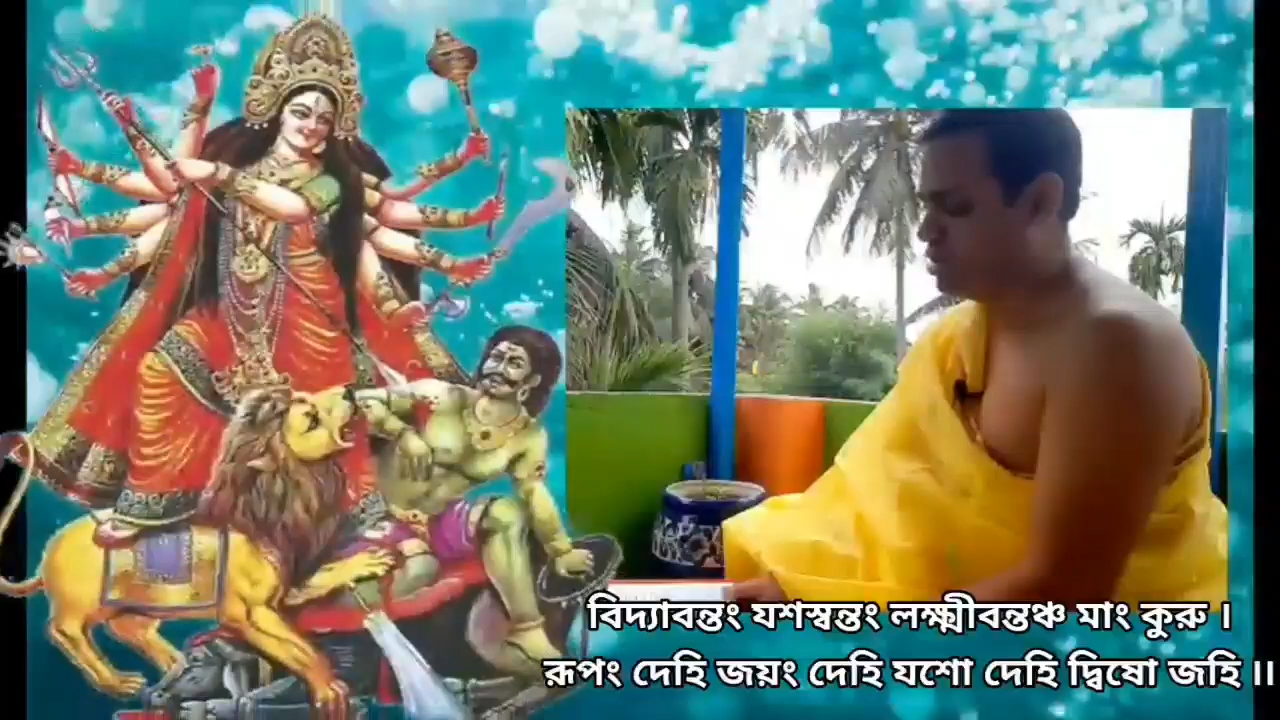 বিদ্যাবন্তং যশস্বন্তং লক্ষ্মীবন্তঞ্চ মাং কুরু ।
রূপং দেহি জয়ং দেহি যশো দেহি দ্বিষো জহি ।।